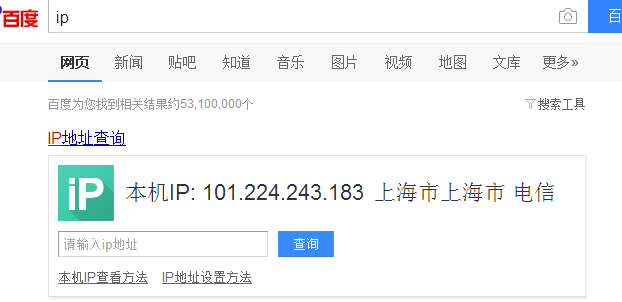 百度 ip 百
网页 新闻 贴吧 知道 音乐 图片 视频 地图 文库 更多»
百度为您找到相关结果约53,100,000个 搜索工具
IP地址查询
iP 本机IP: 101.224.243.183 上海市上海市 电信
请输入ip地址 查询
本机IP查看方法 IP地址设置方法